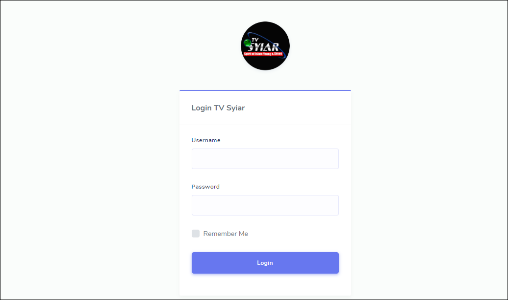 TV
SYIAR
Login TV Syiar
Username
Password
Remember Me
Login